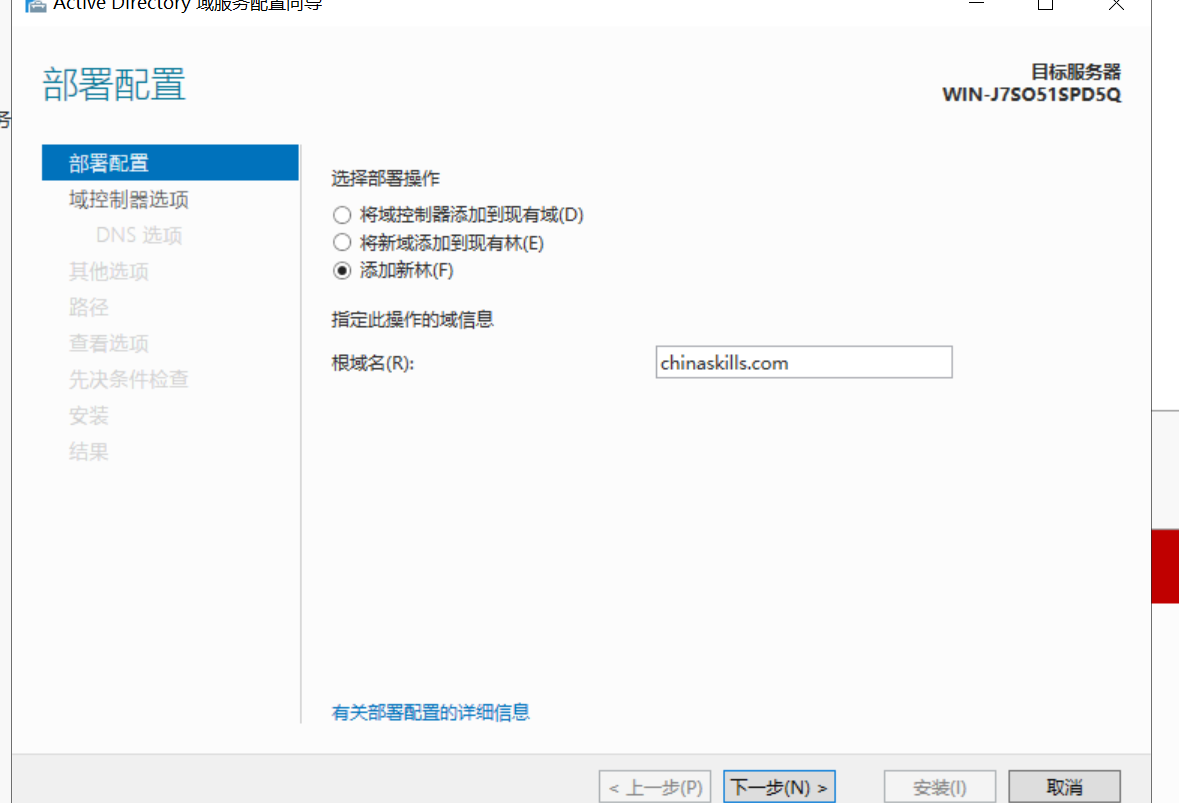 Active Directory 域服务配置向导
部署配置
目标服务器
WIN-J7SO51SPD5Q
务
部署配置
域控制器选项
DNS 选项
其他选项
路径
查看选项
先决条件检查
安装
结果
选择部署操作
将域控制器添加到现有域(D)
将新域添加到现有林(E)
添加新林(F)
指定此操作的域信息
根域名(R):
chinaskills.com
有关部署配置的详细信息
< 上一步(P)
下一步(N) >
安装(I)
取消